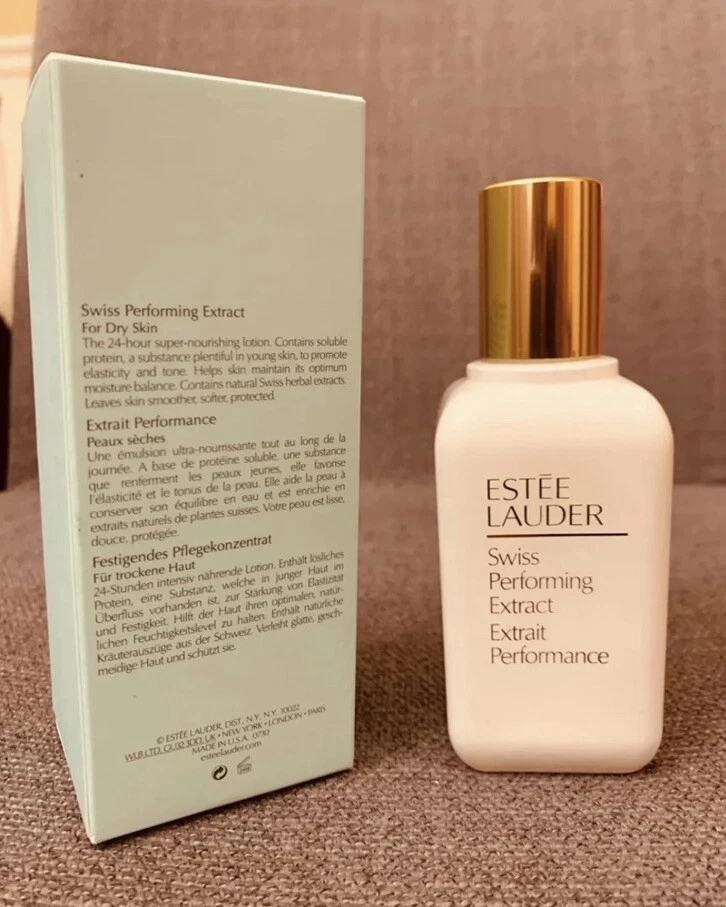 Swiss Performing Extract
For Dry Skin
The 24-hour super-nourishing lotion. Contains soluble
protein, a substance plentiful in young skin, to promote
elasticity and tone. Helps skin maintain its optimum
moisture balance. Contains natural Swiss herbal extracts.
Leaves skin smoother, softer, protected.
Extrait Performance
Peaux sèches
Une émulsion ultra-nourrissante tout au long de la
journée. A base de protéine soluble, une substance
que renferment les peaux jeunes, elle favorise
l'élasticité et le tonus de la peau. Elle aide la peau à
conserver son équilibre en eau et est enrichie en
extraits naturels de plantes suisses. Votre peau est lisse,
douce, protégée.
Festigendes Pflegekonzentrat
Für trockene Haut
24-Stunden intensiv nährende Lotion. Enthält lösliches
Protein, eine Substanz, welche in junger Haut im
Überfluss vorhanden ist, zur Stärkung von Elastizität
und Festigkeit. Hilft der Haut ihren optimalen, natür-
lichen Feuchtigkeitslevel zu halten. Enthält natürliche
Kräuterauszüge aus der Schweiz. Verleiht glatte, gesch-
meidige Haut und schützt sie.
© ESTĒE LAUDER, DIST. N.Y. N.Y. 10022
WLB LTD, GU32 3DD, UK • NEW YORK • LONDON • PARIS
MADE IN U.S.A. 0710
esteelauder.com
ESTĒE
LAUDER
Swiss
Performing
Extract
Extrait
Performance